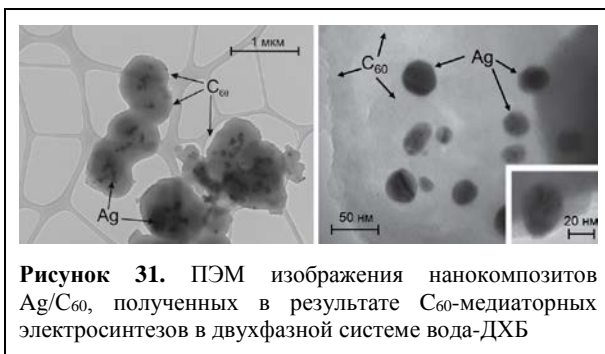 1 мкм
C₆₀
Ag
C₆₀
Ag
50 нм
20 нм
Рисунок 31. ПЭМ изображения нанокомпозитов
Ag/C₆₀, полученных в результате C₆₀-медиаторных
электросинтезов в двухфазной системе вода-ДХБ